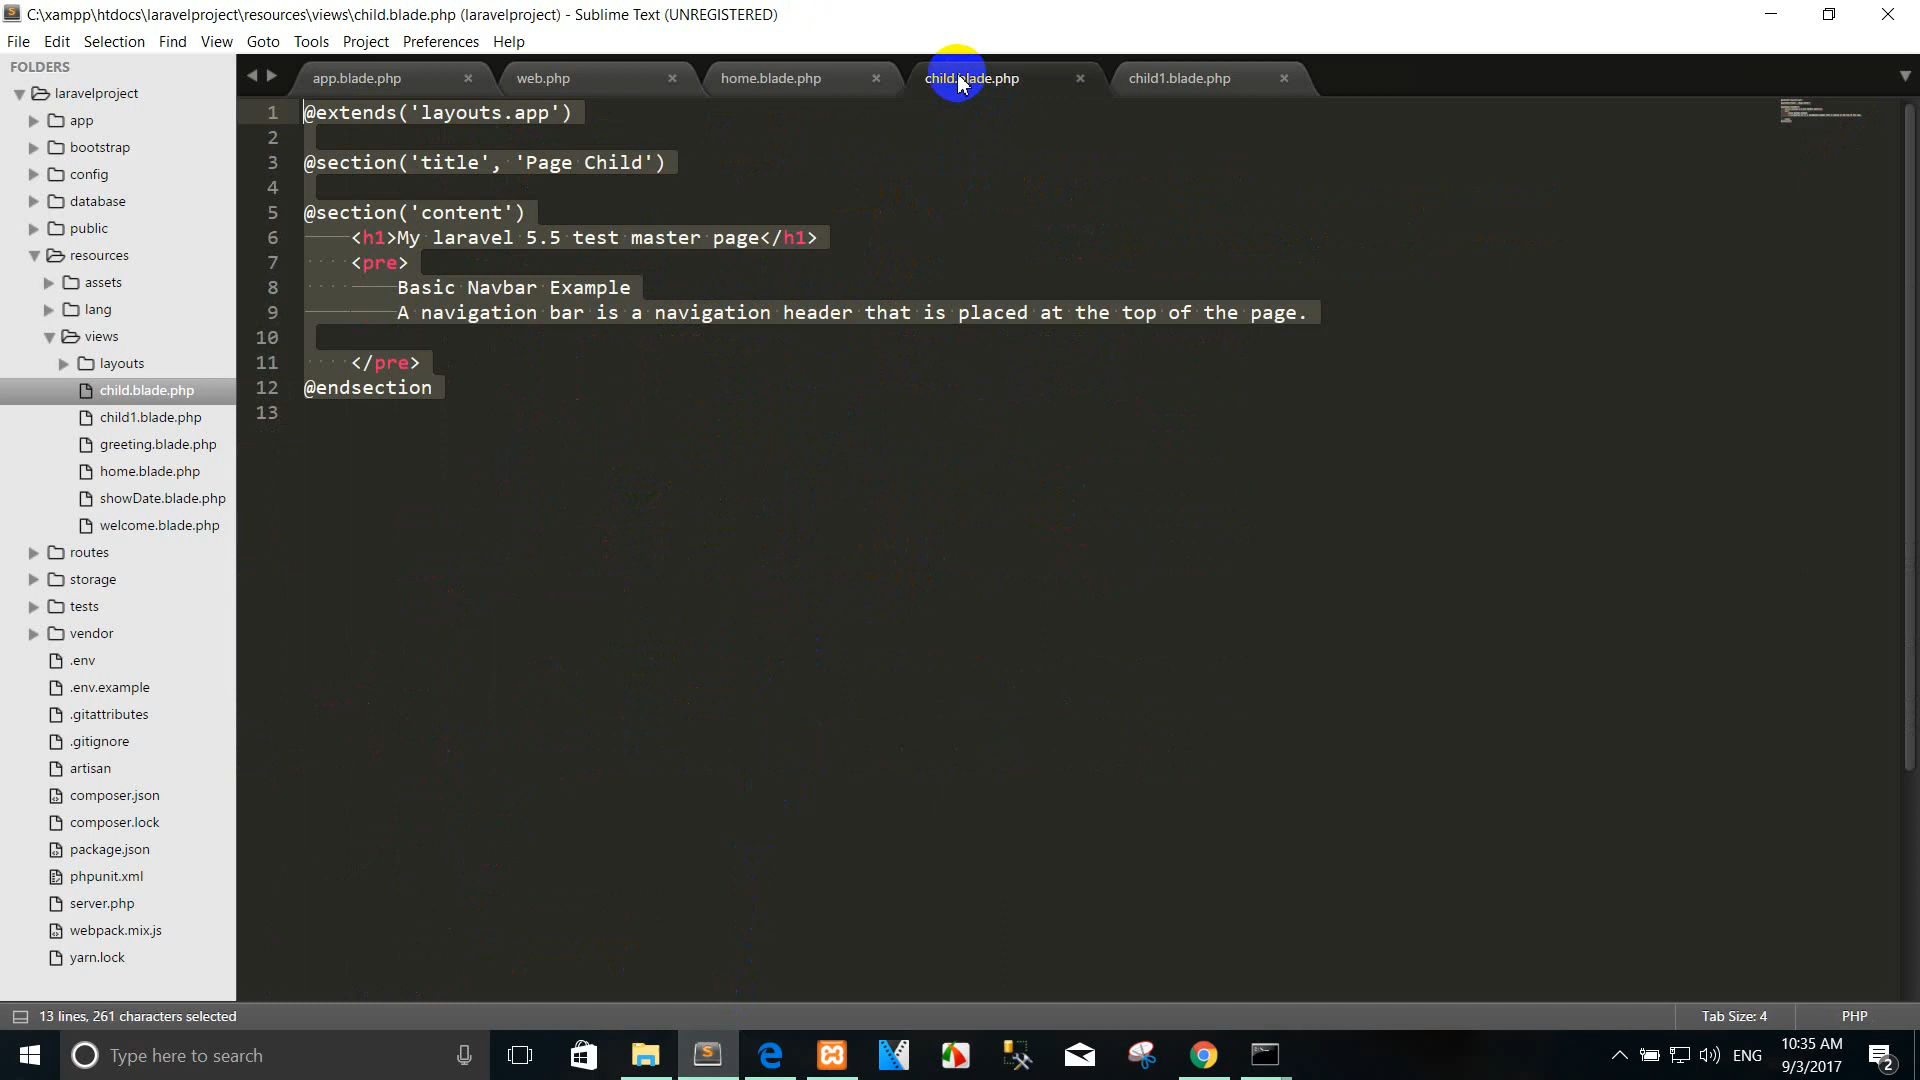 C:\xampp\htdocs\laravelproject\resources\views\child.blade.php (laravelproject) - Sublime Text (UNREGISTERED)
File Edit Selection Find View Goto Tools Project Preferences Help
FOLDERS
laravelproject
app
bootstrap
config
database
public
resources
assets
lang
views
layouts
child.blade.php
child1.blade.php
greeting.blade.php
home.blade.php
showDate.blade.php
welcome.blade.php
routes
storage
tests
vendor
.env
.env.example
.gitattributes
.gitignore
artisan
composer.json
composer.lock
package.json
phpunit.xml
server.php
webpack.mix.js
yarn.lock
app.blade.php web.php home.blade.php child.blade.php child1.blade.php
1 @extends('layouts.app')
2
3 @section('title', 'Page Child')
4
5 @section('content')
6 <h1>My laravel 5.5 test master page</h1>
7 <pre>
8 Basic Navbar Example
9 A navigation bar is a navigation header that is placed at the top of the page.
10
11 </pre>
12 @endsection
13
13 lines, 261 characters selected Tab Size: 4 PHP
Type here to search
ENG
10:35 AM
9/3/2017
2